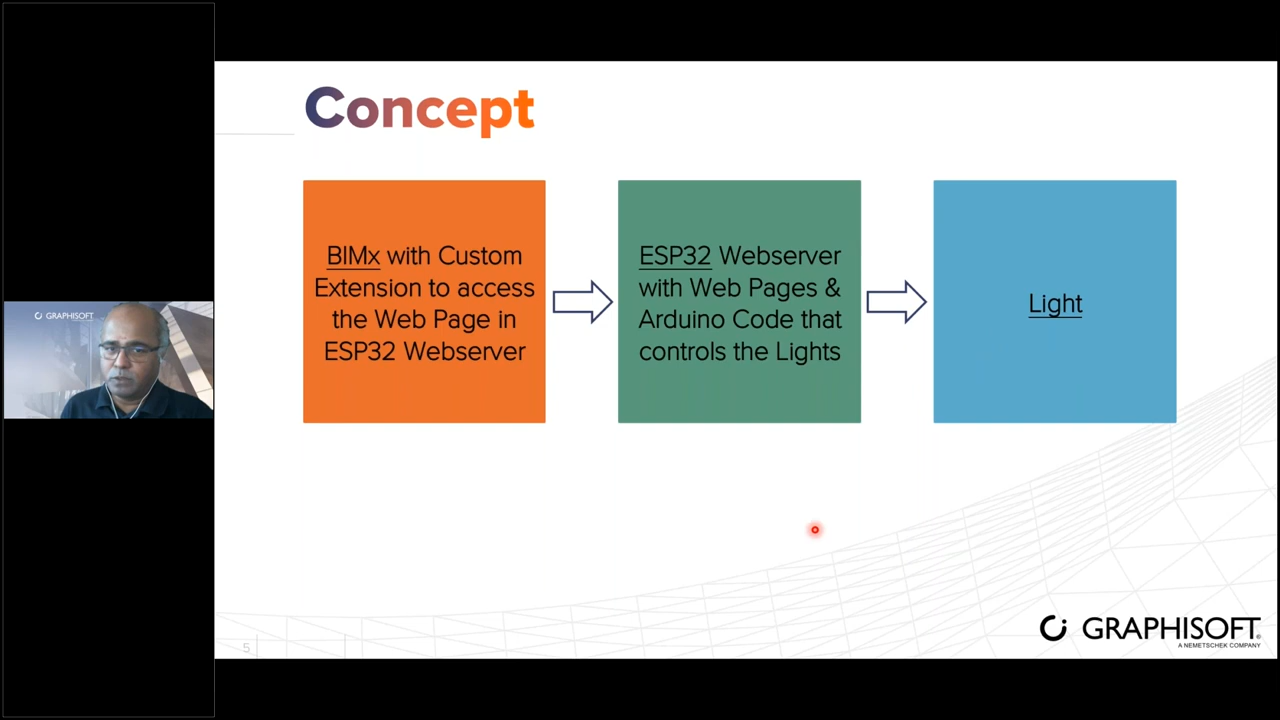 Concept
BIMx with Custom
Extension to access
the Web Page in
ESP32 Webserver
ESP32 Webserver
with Web Pages &
Arduino Code that
controls the Lights
Light
GRAPHISOFT
5
GRAPHISOFT®
A NEMETSCHEK COMPANY